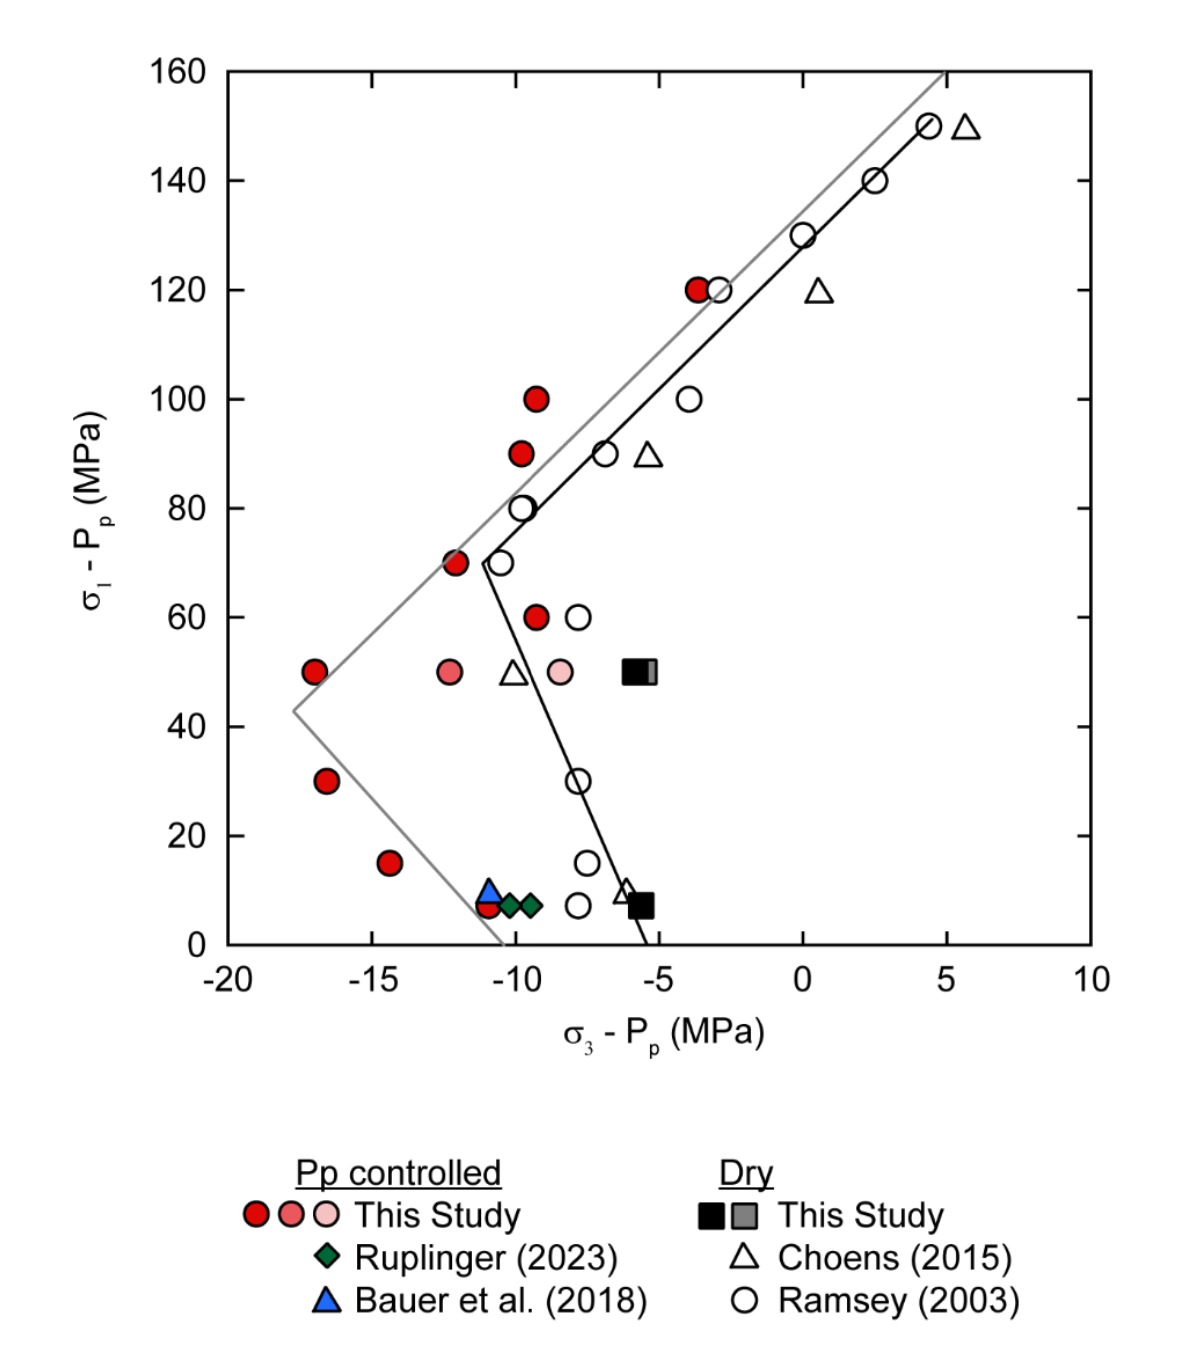 160
140
120
100
80
60
40
20
0
σ1 - Pp (MPa)
-20 -15 -10 -5 0 5 10
σ3 - Pp (MPa)
Pp controlled Dry
This Study This Study
Ruplinger (2023) Choens (2015)
Bauer et al. (2018) Ramsey (2003)